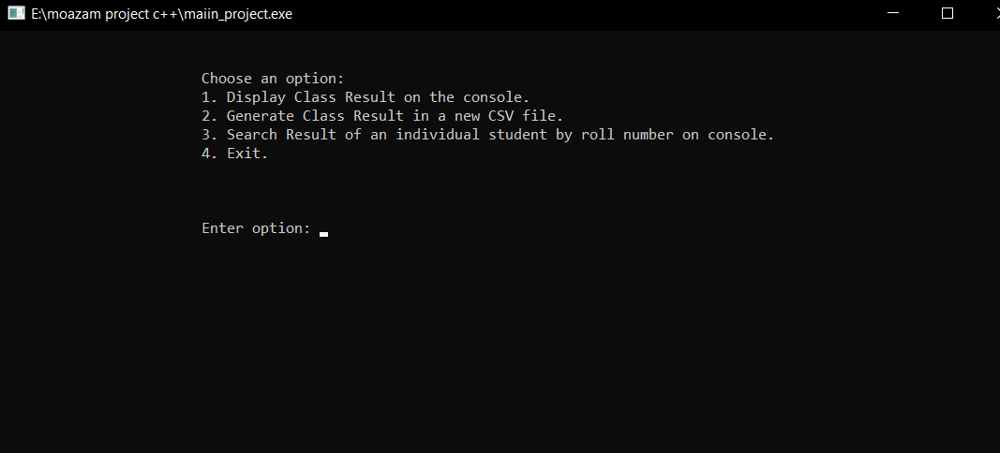 E:\moazam project c++\maiin_project.exe
Choose an option:
1. Display Class Result on the console.
2. Generate Class Result in a new CSV file.
3. Search Result of an individual student by roll number on console.
4. Exit.
Enter option: